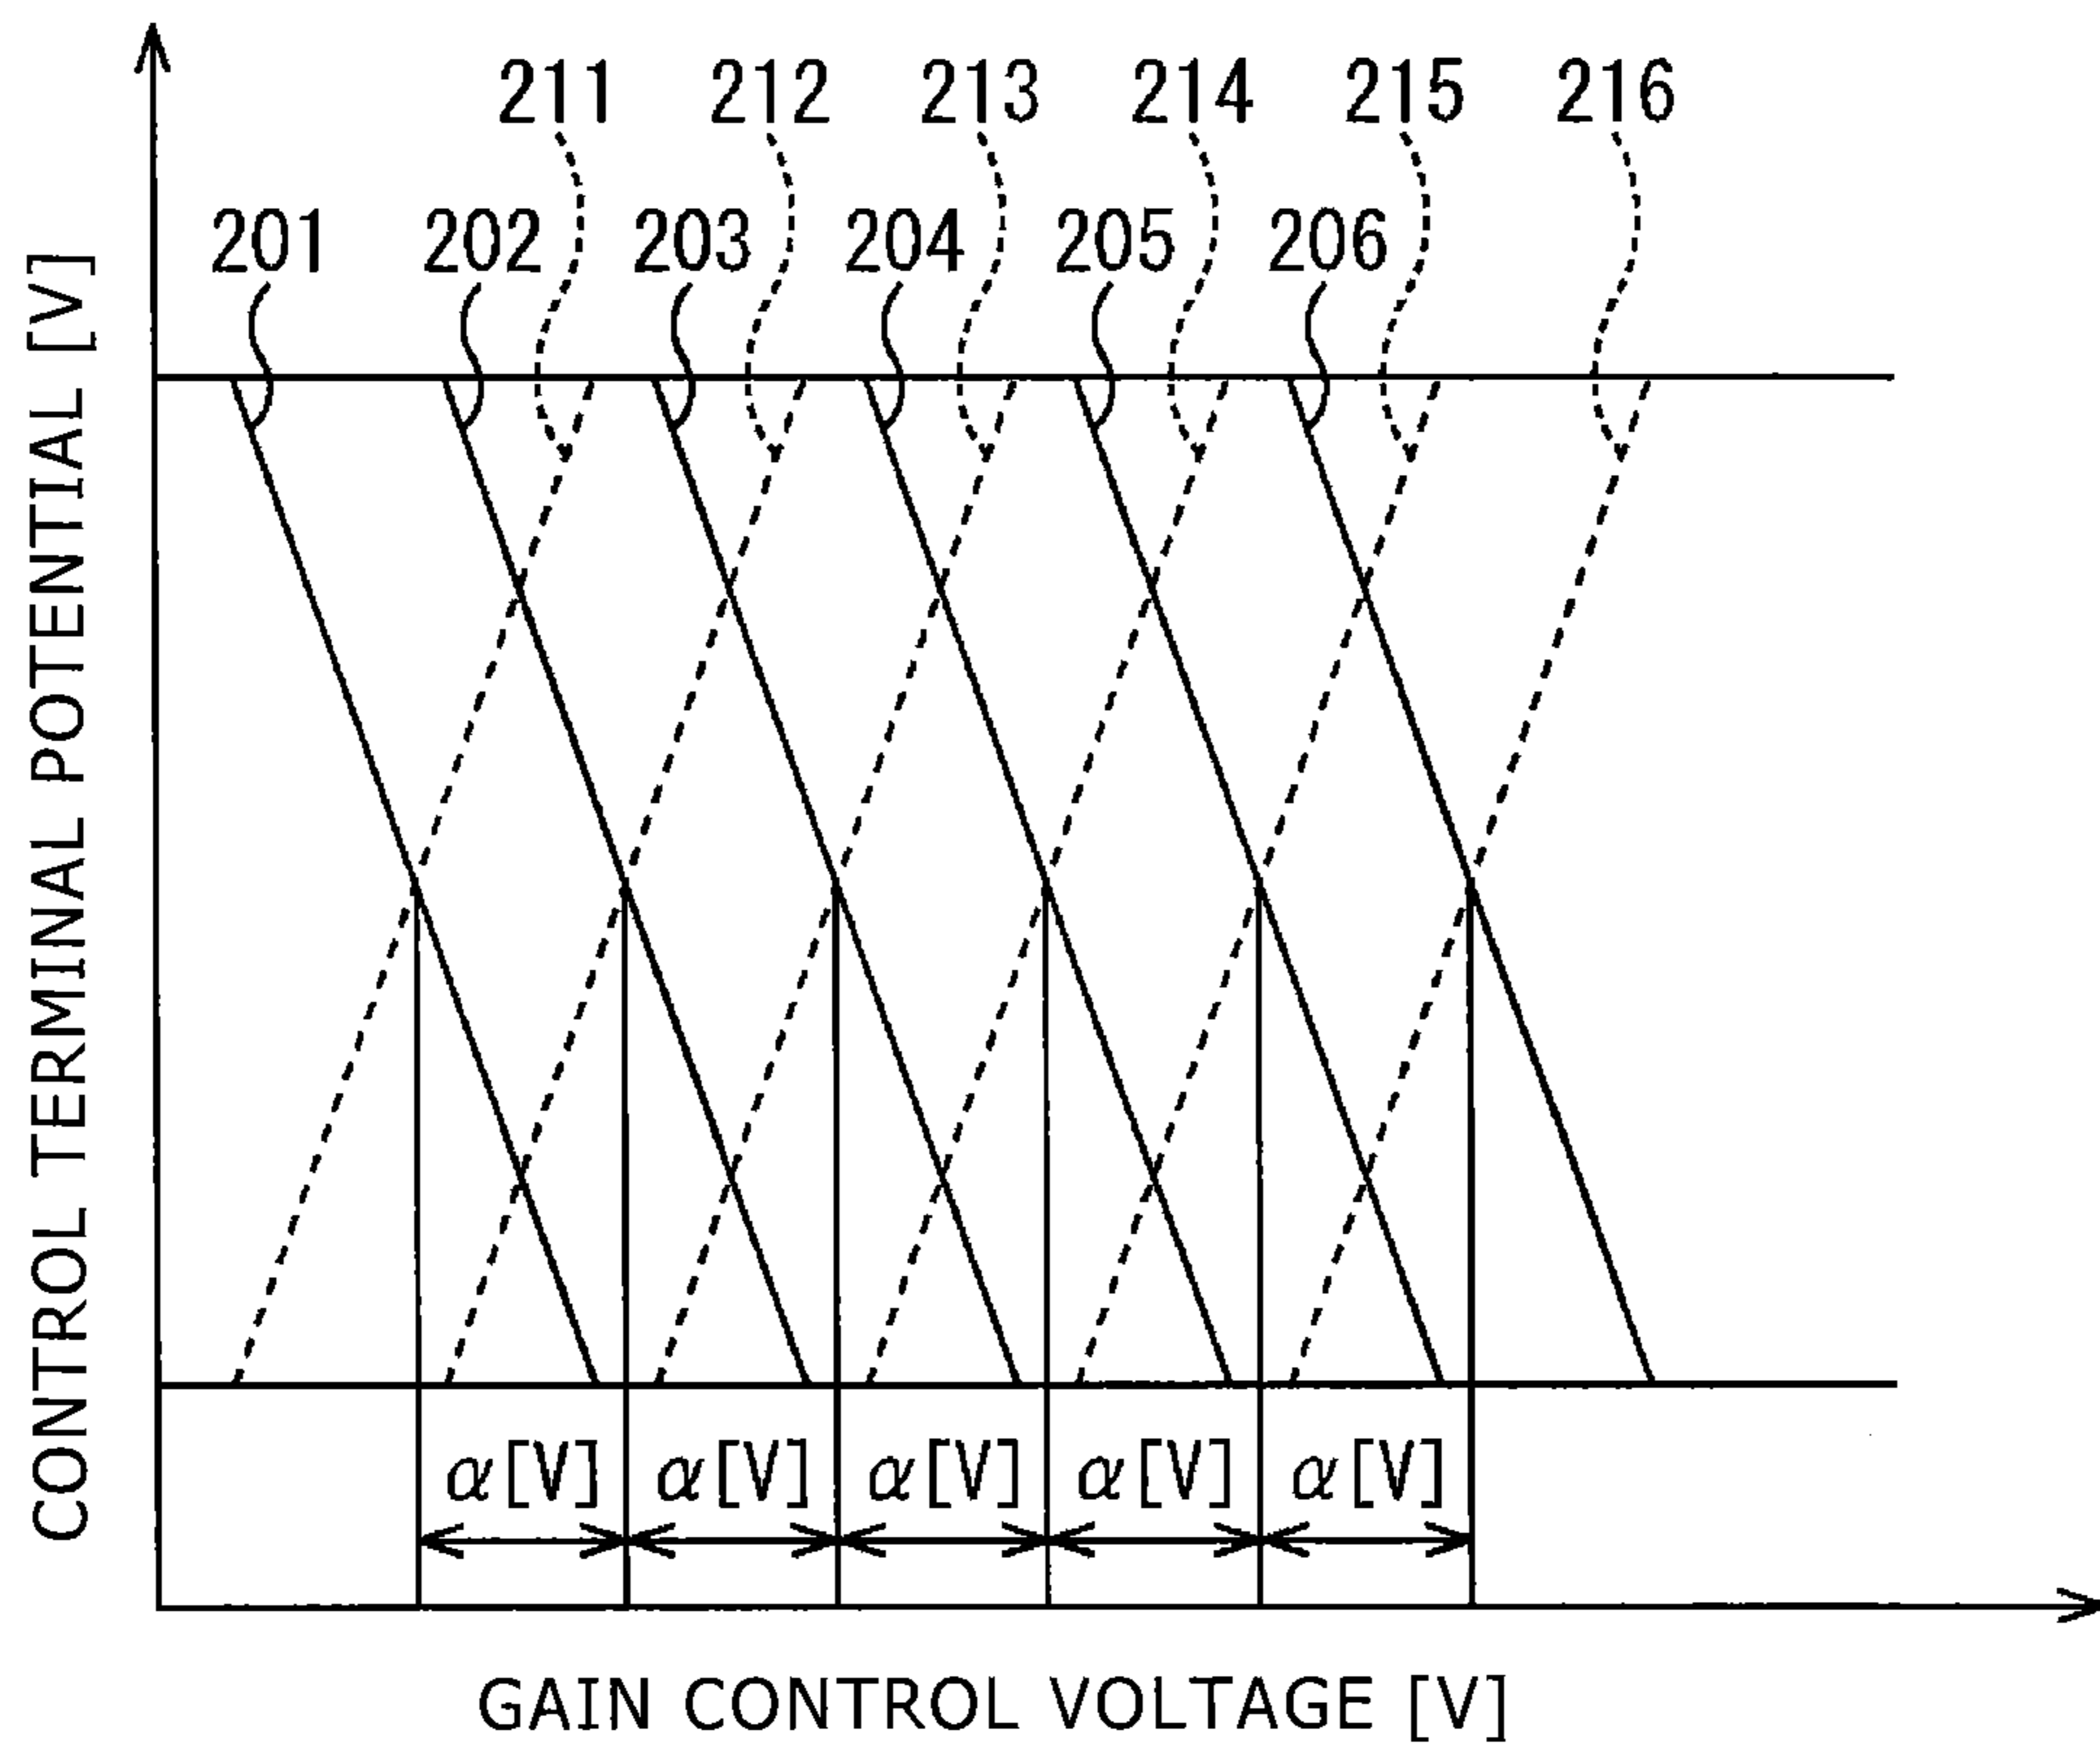 211 212 213 214 215 216
201 202 203 204 205 206
CONTROL TERMINAL POTENTIAL [V]
α[V] α[V] α[V] α[V] α[V]
GAIN CONTROL VOLTAGE [V]